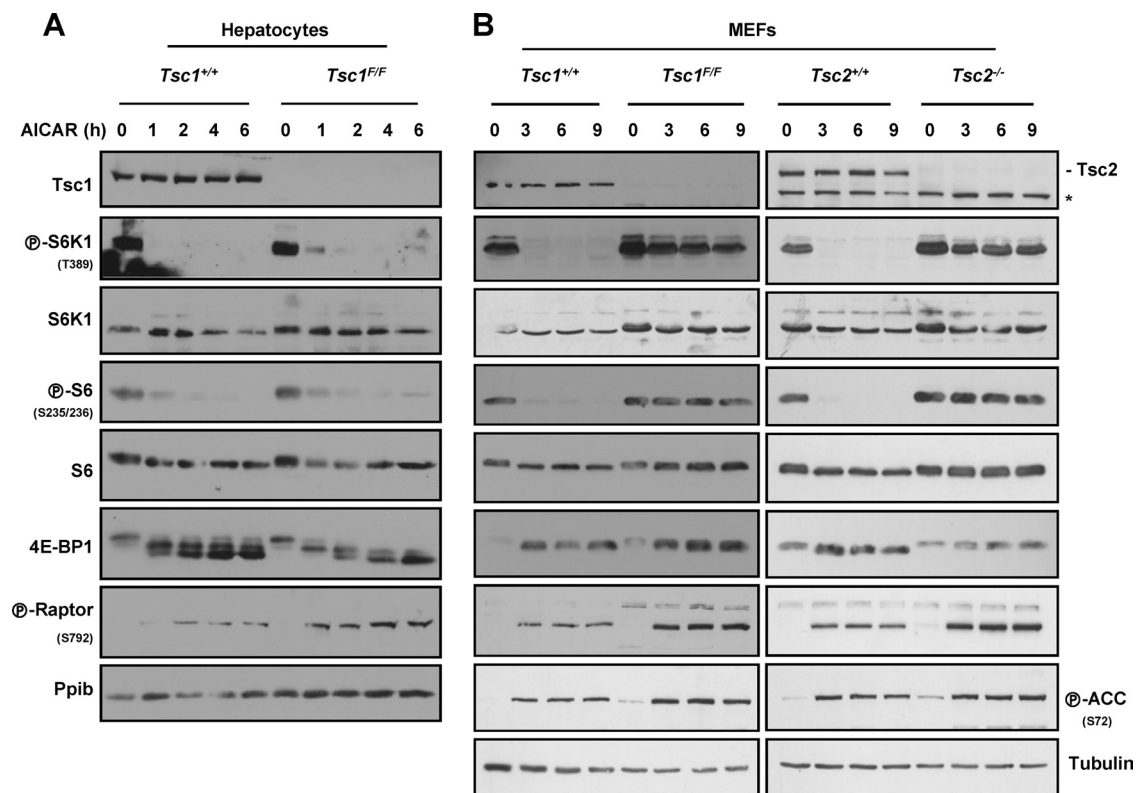 A
Hepatocytes
Tsc1+/+ Tsc1F/F
AICAR (h) 0 1 2 4 6 0 1 2 4 6
Tsc1
Ⓟ-S6K1
(T389)
S6K1
Ⓟ-S6
(S235/236)
S6
4E-BP1
Ⓟ-Raptor
(S792)
Ppib
B
MEFs
Tsc1+/+ Tsc1F/F Tsc2+/+ Tsc2-/-
0 3 6 9 0 3 6 9 0 3 6 9 0 3 6 9
- Tsc2
*
Ⓟ-ACC
(S72)
Tubulin